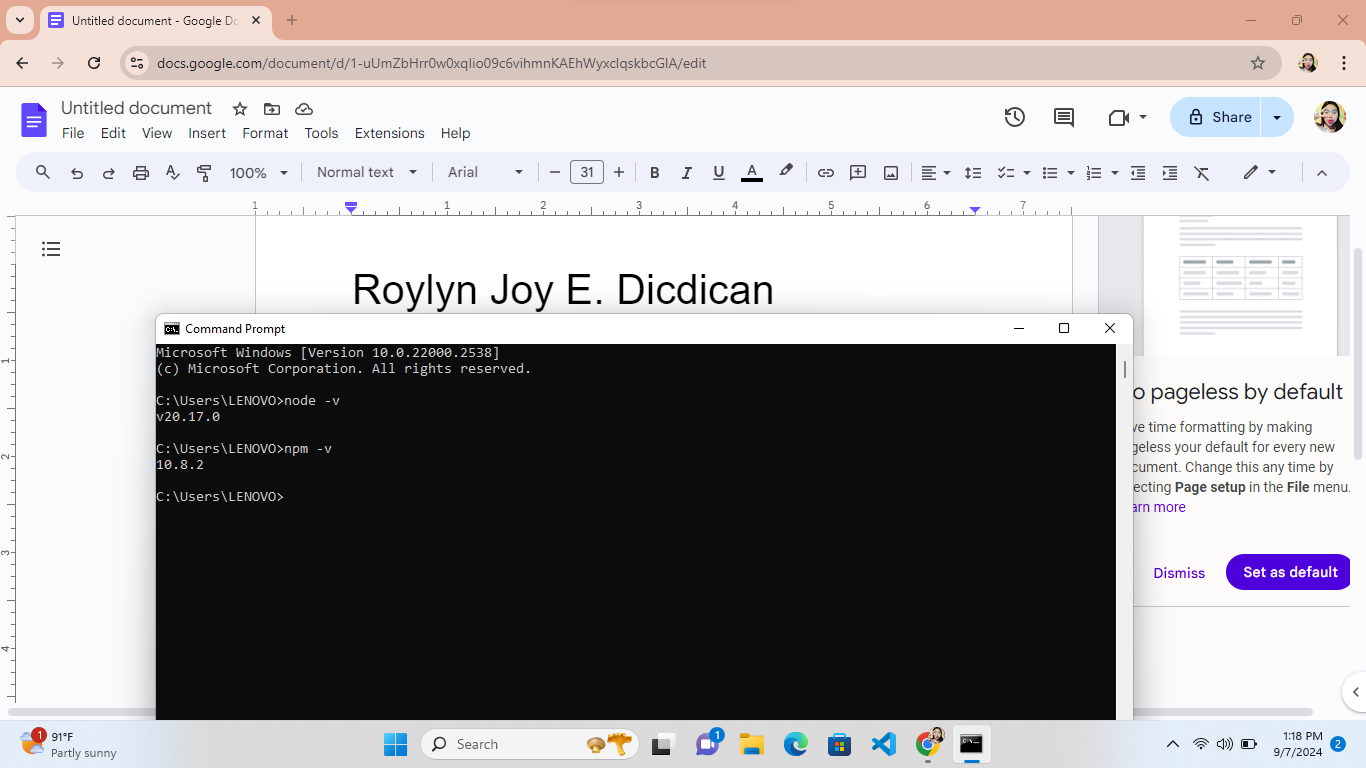 Untitled document - Google Do
docs.google.com/document/d/1-uUmZbHrr0w0xqIio09c6vihmnKAEhWyxcIqskbcGIA/edit
Untitled document
File Edit View Insert Format Tools Extensions Help
Share
100% Normal text Arial 31 B I U A
1 1 2 3 4 5 6 7
Roylyn Joy E. Dicdican
Command Prompt
Microsoft Windows [Version 10.0.22000.2538]
(c) Microsoft Corporation. All rights reserved.
C:\Users\LENOVO>node -v
v20.17.0
C:\Users\LENOVO>npm -v
10.8.2
C:\Users\LENOVO>
1
2
3
4
o pageless by default
ve time formatting by making
geless your default for every new
cument. Change this any time by
ecting Page setup in the File menu.
arn more
Dismiss Set as default
1 91°F
Partly sunny
Search
1
1:18 PM
9/7/2024
2